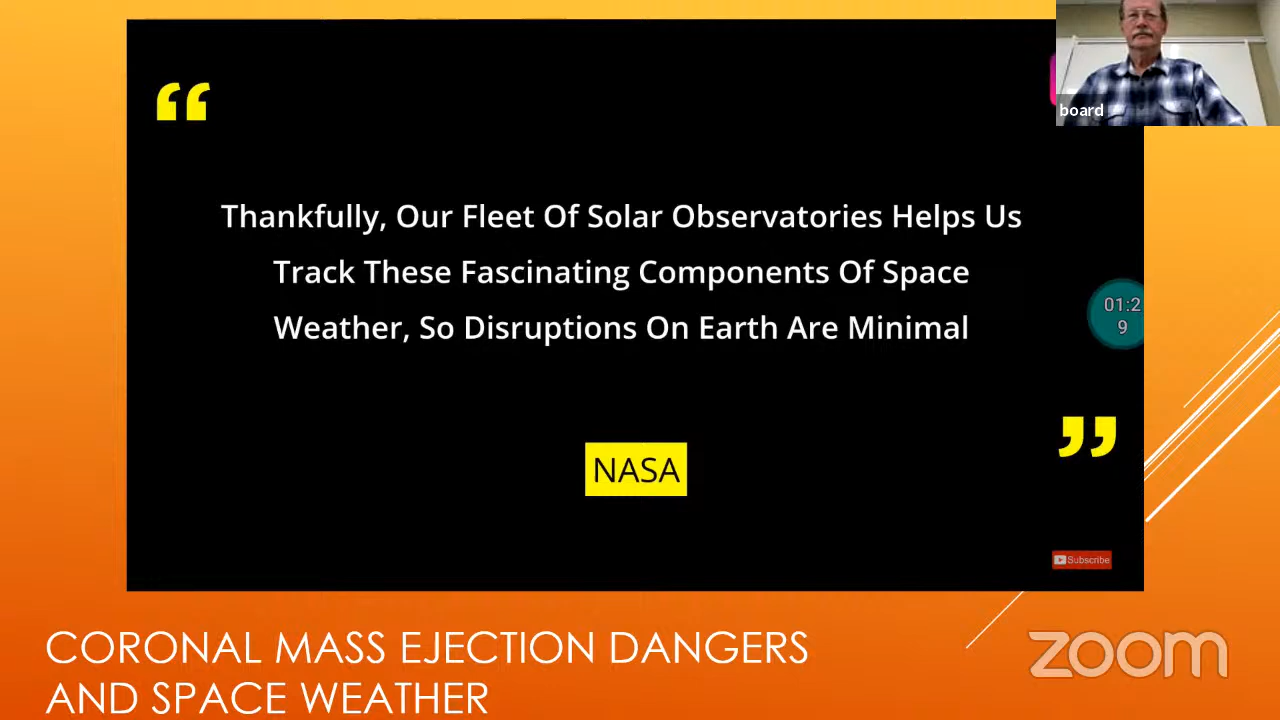 “
board
Thankfully, Our Fleet Of Solar Observatories Helps Us
Track These Fascinating Components Of Space
Weather, So Disruptions On Earth Are Minimal
01:2
9
”
NASA
Subscribe
CORONAL MASS EJECTION DANGERS
AND SPACE WEATHER
zoom